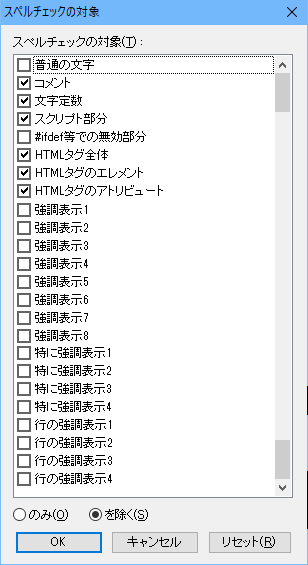 スペルチェックの対象
スペルチェックの対象(T) :
普通の文字
コメント
文字定数
スクリプト部分
#ifdef等での無効部分
HTMLタグ全体
HTMLタグのエレメント
HTMLタグのアトリビュート
強調表示1
強調表示2
強調表示3
強調表示4
強調表示5
強調表示6
強調表示7
強調表示8
特に強調表示1
特に強調表示2
特に強調表示3
特に強調表示4
行の強調表示1
行の強調表示2
行の強調表示3
行の強調表示4
のみ(O) を除く(S)
OK キャンセル リセット(R)